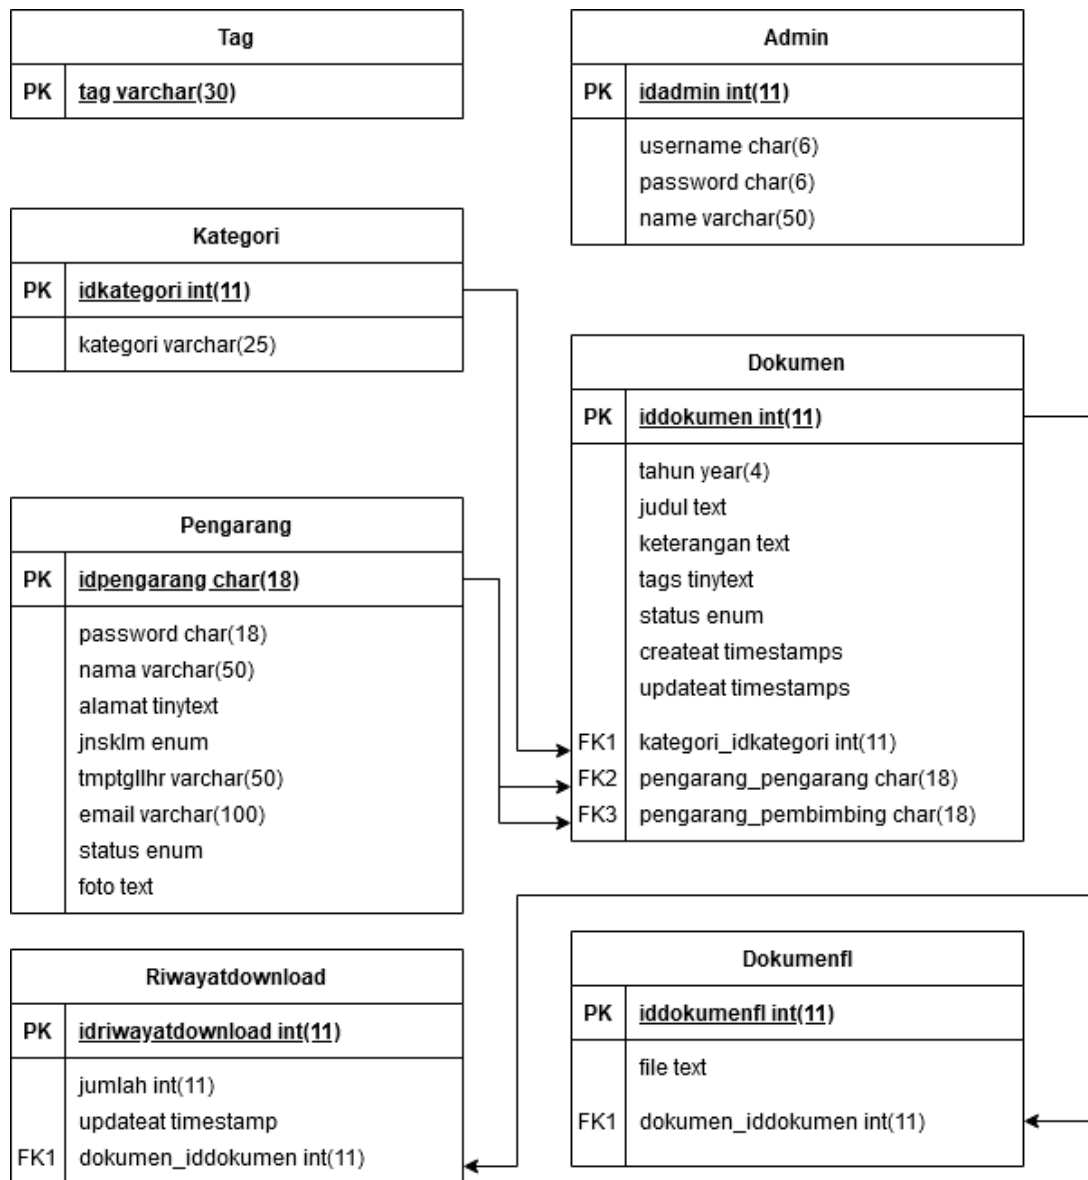 Tag
PK tag varchar(30)
Admin
PK idadmin int(11)
username char(6)
password char(6)
name varchar(50)
Kategori
PK idkategori int(11)
kategori varchar(25)
Dokumen
PK iddokumen int(11)
tahun year(4)
judul text
keterangan text
tags tinytext
status enum
createat timestamps
updateat timestamps
FK1 kategori_idkategori int(11)
FK2 pengarang_pengarang char(18)
FK3 pengarang_pembimbing char(18)
Pengarang
PK idpengarang char(18)
password char(18)
nama varchar(50)
alamat tinytext
jnsklm enum
tmptgllhr varchar(50)
email varchar(100)
status enum
foto text
Riwayatdownload
PK idriwayatdownload int(11)
jumlah int(11)
updateat timestamp
FK1 dokumen_iddokumen int(11)
Dokumenfl
PK iddokumenfl int(11)
file text
FK1 dokumen_iddokumen int(11)